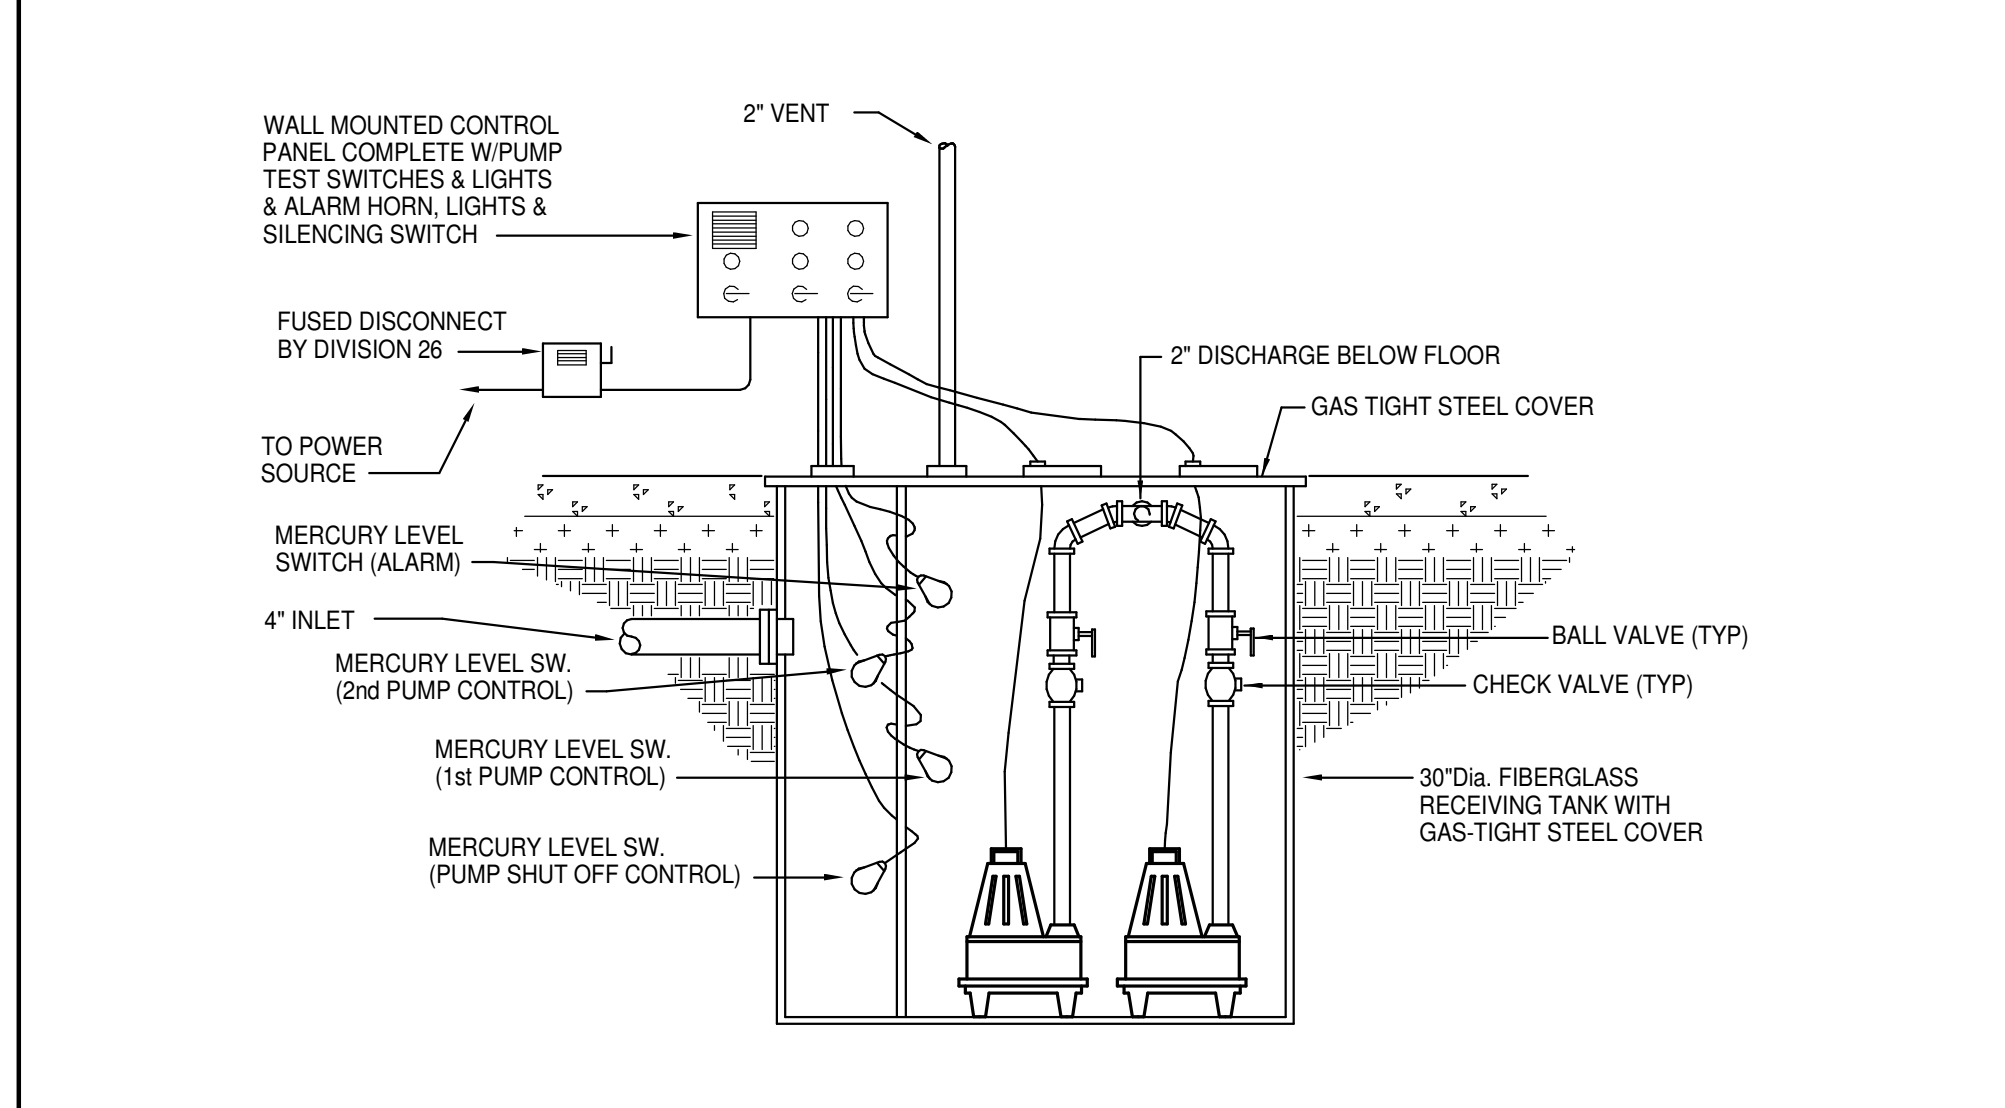 WALL MOUNTED CONTROL
PANEL COMPLETE W/PUMP
TEST SWITCHES & LIGHTS
& ALARM HORN, LIGHTS &
SILENCING SWITCH
2" VENT
FUSED DISCONNECT
BY DIVISION 26
TO POWER
SOURCE
2" DISCHARGE BELOW FLOOR
GAS TIGHT STEEL COVER
MERCURY LEVEL
SWITCH (ALARM)
4" INLET
MERCURY LEVEL SW.
(2nd PUMP CONTROL)
MERCURY LEVEL SW.
(1st PUMP CONTROL)
MERCURY LEVEL SW.
(PUMP SHUT OFF CONTROL)
BALL VALVE (TYP)
CHECK VALVE (TYP)
30"Dia. FIBERGLASS
RECEIVING TANK WITH
GAS-TIGHT STEEL COVER